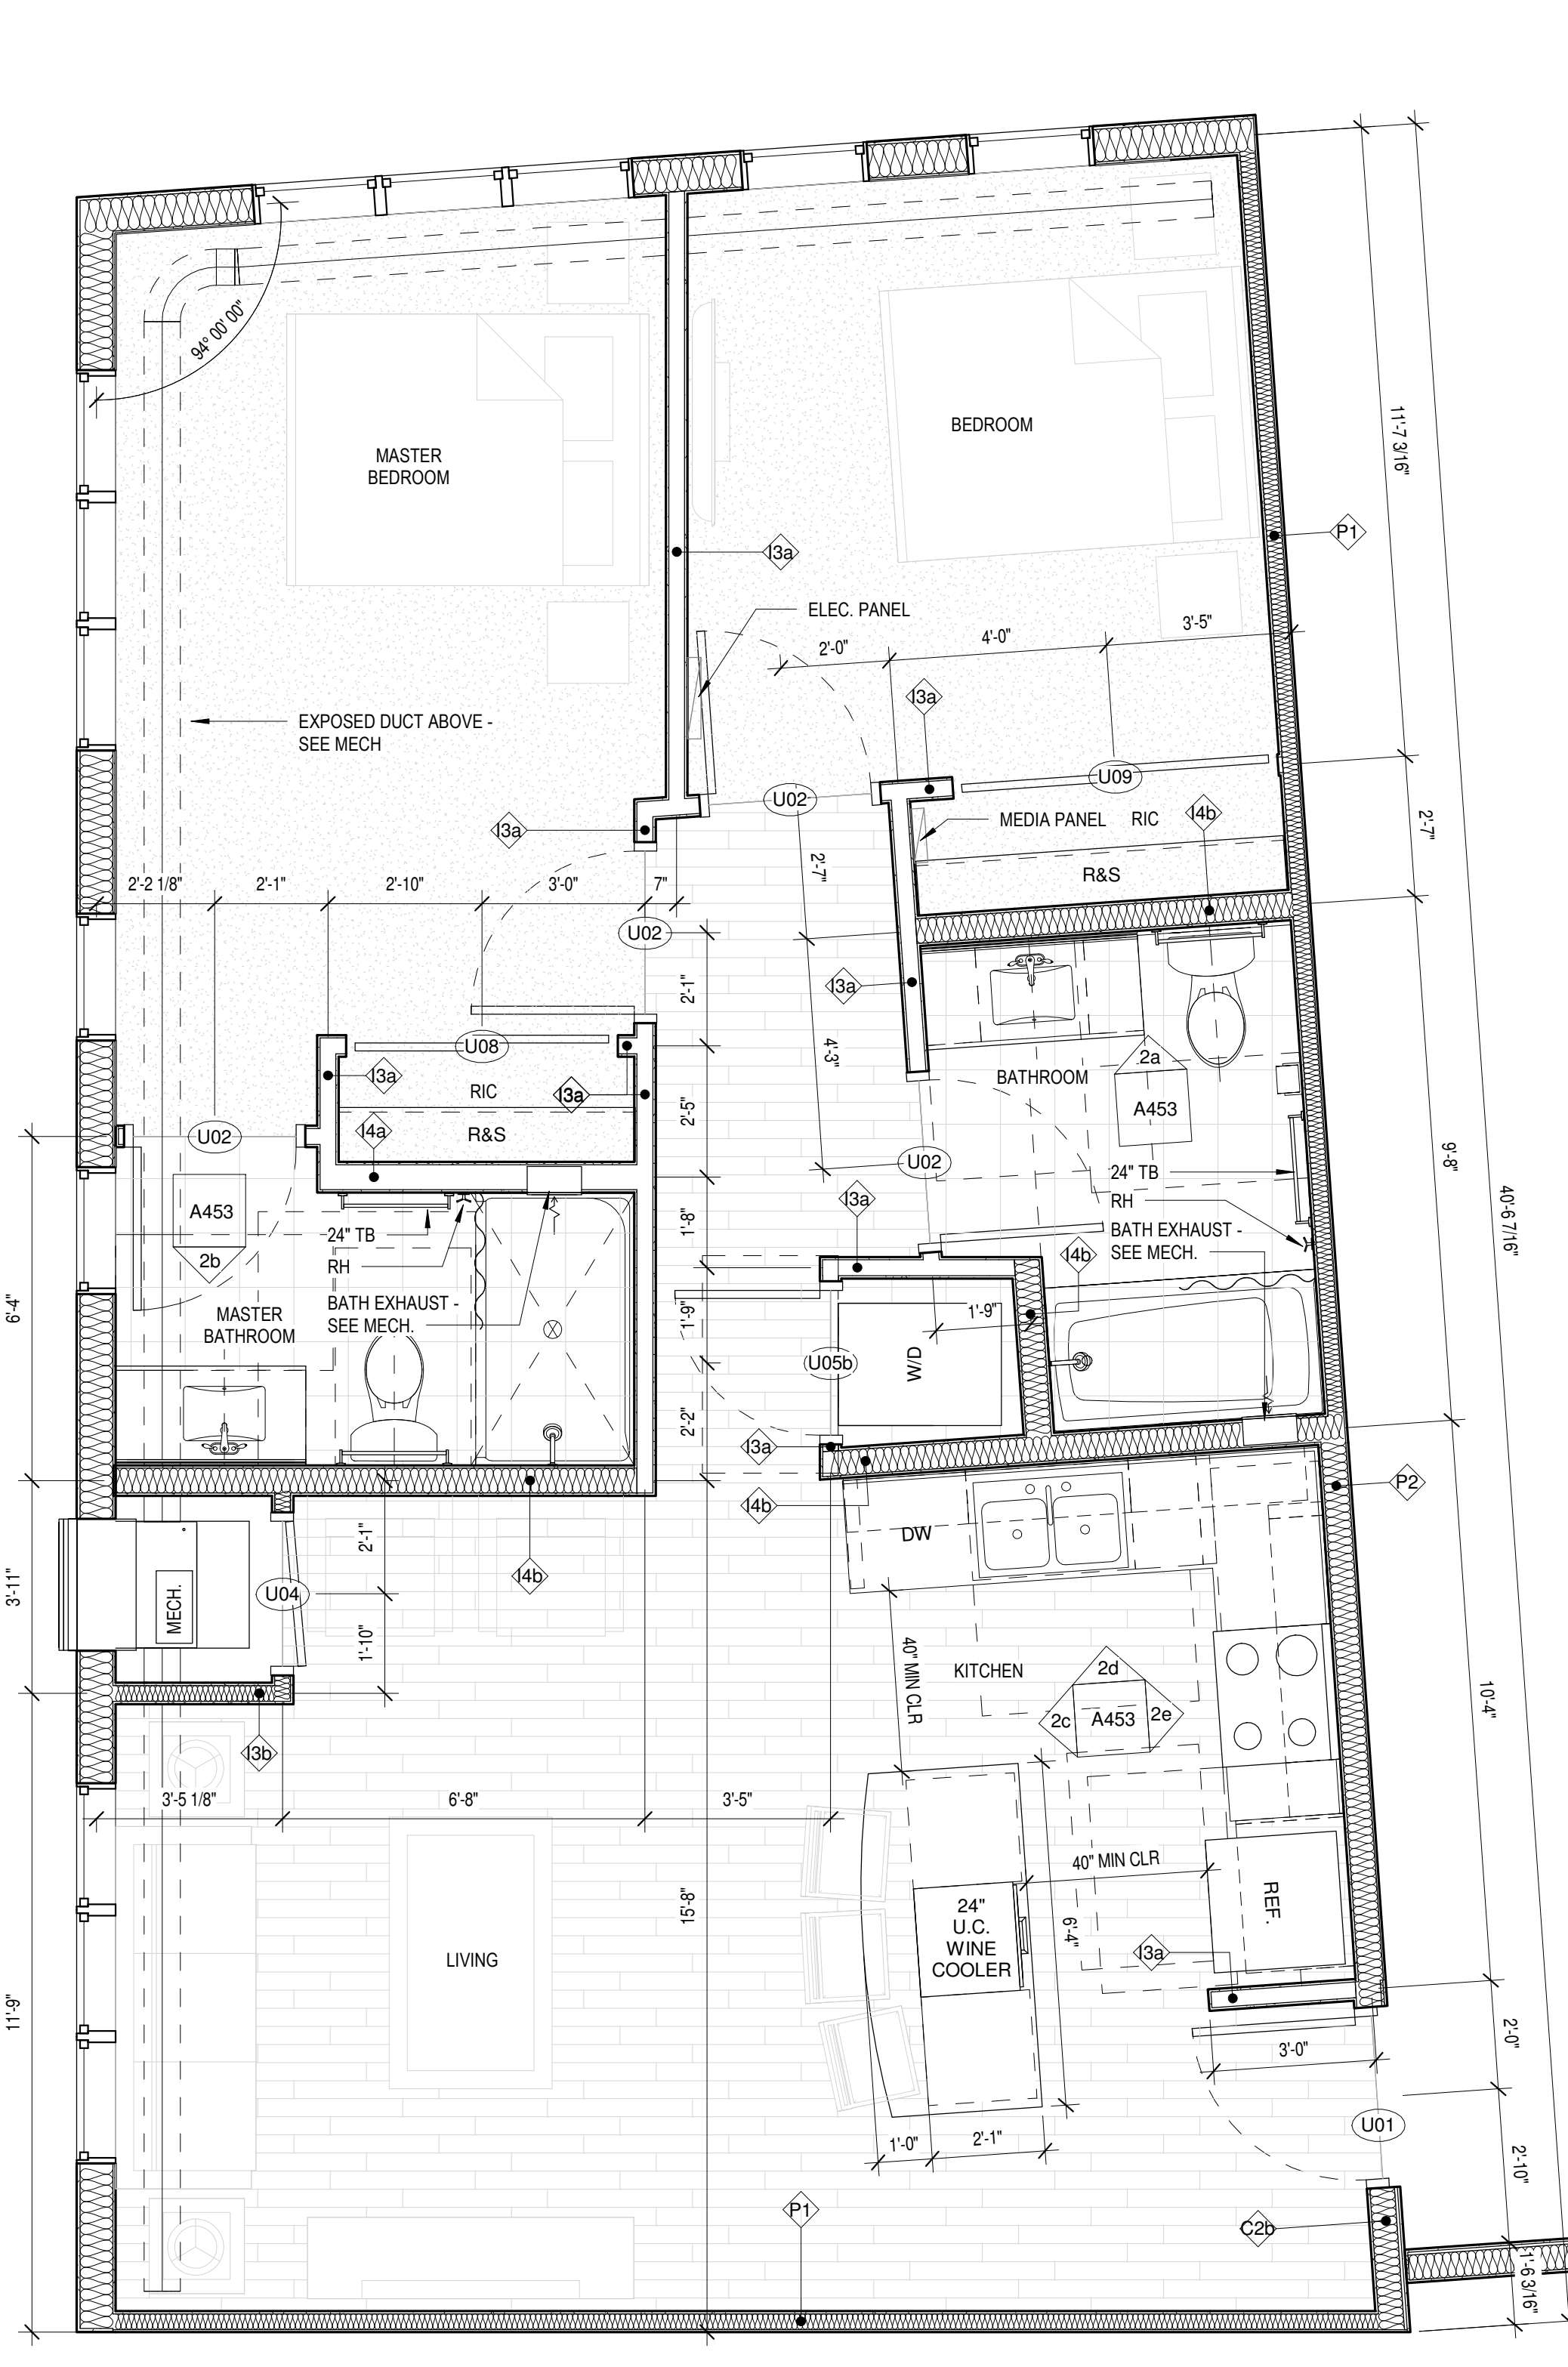 94° 00' 00"
MASTER
BEDROOM
BEDROOM
11'-7 3/16"
P1
I3a
ELEC. PANEL
2'-0"
4'-0"
3'-5"
I3a
EXPOSED DUCT ABOVE -
SEE MECH
U09
U02
I3a
MEDIA PANEL
RIC
I4b
2'-7"
2'-7"
R&S
2'-2 1/8"
2'-1"
2'-10"
3'-0"
7"
U02
I3a
2'-1"
4'-3"
U08
I3a
RIC
I3a
2'-5"
BATHROOM
2a
A453
I4a
R&S
U02
U02
24" TB
RH
BATH EXHAUST -
SEE MECH.
9'-8"
40'-6 7/16"
A453
2b
24" TB
RH
BATH EXHAUST -
SEE MECH.
1'-8"
I3a
I4b
6'-4"
MASTER
BATHROOM
1'-9"
1'-9"
U05b
W/D
2'-2"
I3a
I4b
P2
DW
2'-1"
I4b
3'-11"
MECH.
U04
1'-10"
40" MIN CLR
KITCHEN
2d
2c
A453
2e
10'-4"
I3b
3'-5 1/8"
6'-8"
3'-5"
40" MIN CLR
15'-8"
24"
U.C.
WINE
COOLER
6'-4"
REF.
I3a
LIVING
11'-9"
2'-0"
3'-0"
U01
1'-0"
2'-1"
2'-10"
P1
C2b
1'-6 3/16"